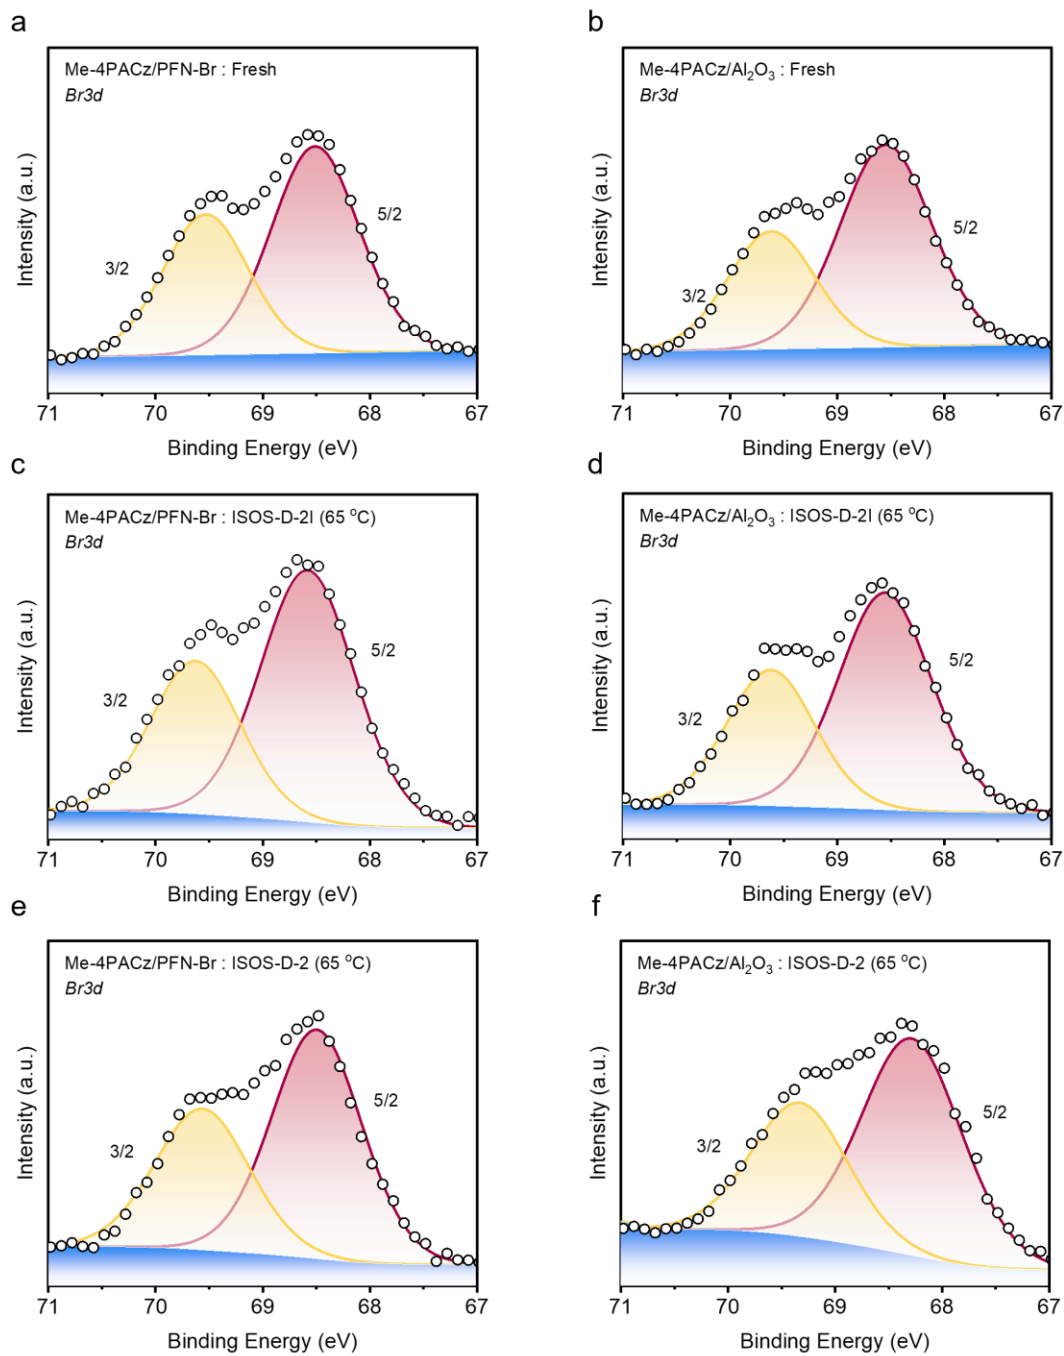 a
Me-4PACz/PFN-Br : Fresh
Br3d
3/2
5/2
Intensity (a.u.)
71 70 69 68 67
Binding Energy (eV)
b
Me-4PACz/Al₂O₃ : Fresh
Br3d
3/2
5/2
Intensity (a.u.)
71 70 69 68 67
Binding Energy (eV)
c
Me-4PACz/PFN-Br : ISOS-D-2I (65 °C)
Br3d
3/2
5/2
Intensity (a.u.)
71 70 69 68 67
Binding Energy (eV)
d
Me-4PACz/Al₂O₃ : ISOS-D-2I (65 °C)
Br3d
3/2
5/2
Intensity (a.u.)
71 70 69 68 67
Binding Energy (eV)
e
Me-4PACz/PFN-Br : ISOS-D-2 (65 °C)
Br3d
3/2
5/2
Intensity (a.u.)
71 70 69 68 67
Binding Energy (eV)
f
Me-4PACz/Al₂O₃ : ISOS-D-2 (65 °C)
Br3d
3/2
5/2
Intensity (a.u.)
71 70 69 68 67
Binding Energy (eV)